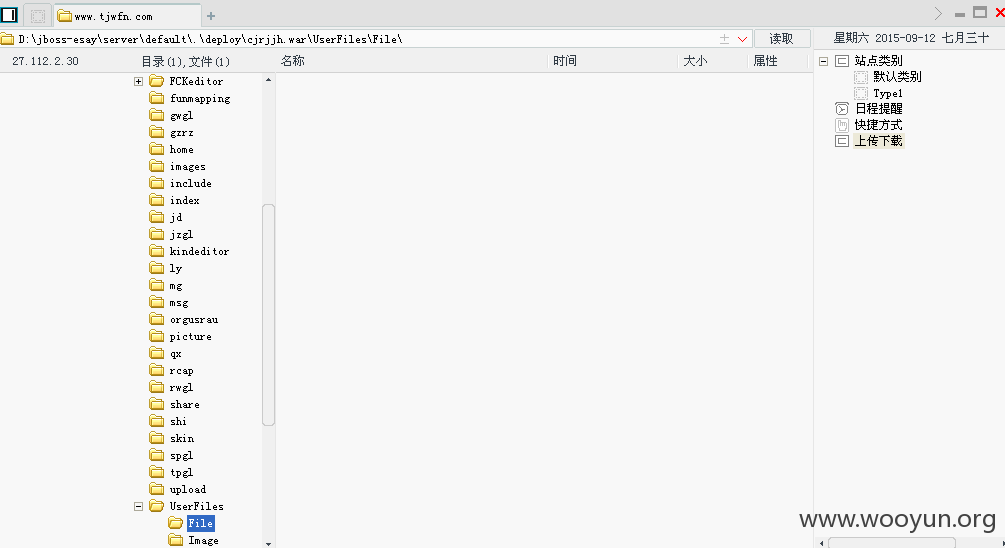 www.tjwfn.com
D:\jboss-esay\server\default\.\deploy\cjrjjh.war\UserFiles\File\
读取
星期六 2015-09-12 七月三十
27.112.2.30
目录(1),文件(1)
名称
时间
大小
属性
FCKeditor
funmapping
gwgl
gzrz
home
images
include
index
jd
jzgl
kindeditor
ly
mg
msg
orgusrau
picture
qx
rcap
rwgl
share
shi
skin
spgl
tpgl
upload
UserFiles
File
Image
站点类别
默认类别
Type1
日程提醒
快捷方式
上传下载
www.wooyun.org